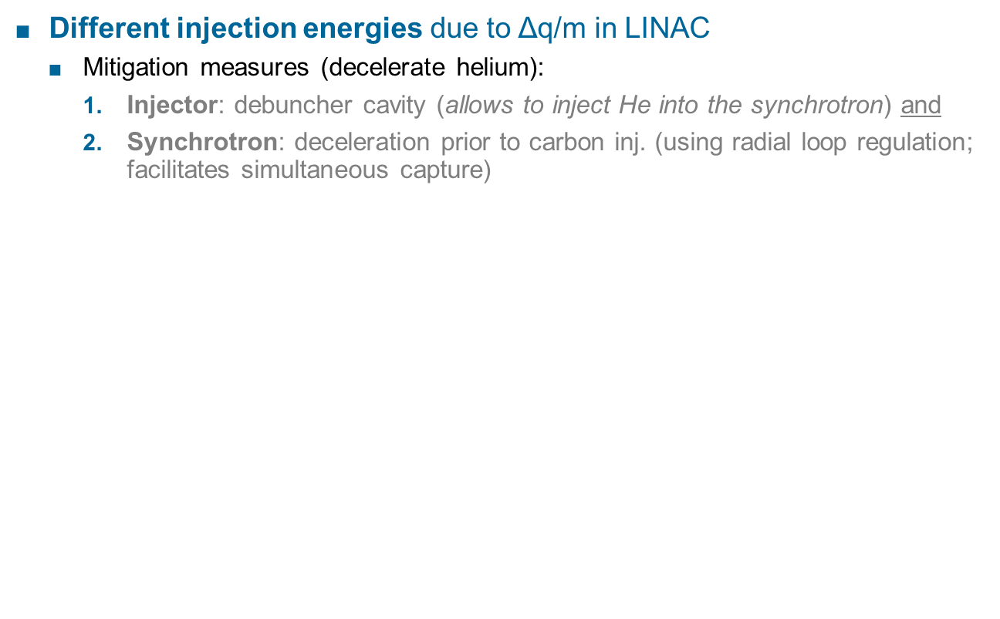 ■ Different injection energies due to Δq/m in LINAC
■ Mitigation measures (decelerate helium):
1. Injector: debuncher cavity (allows to inject He into the synchrotron) and
2. Synchrotron: deceleration prior to carbon inj. (using radial loop regulation;
facilitates simultaneous capture)